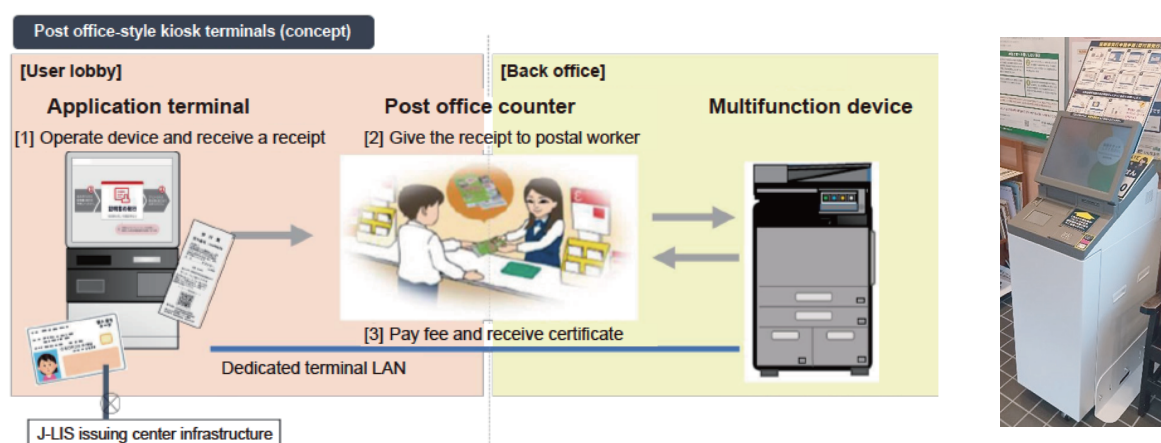 Post office-style kiosk terminals (concept)
[User lobby]
[Back office]
Application terminal
Post office counter
Multifunction device
[1] Operate device and receive a receipt
[2] Give the receipt to postal worker
[3] Pay fee and receive certificate
Dedicated terminal LAN
J-LIS issuing center infrastructure